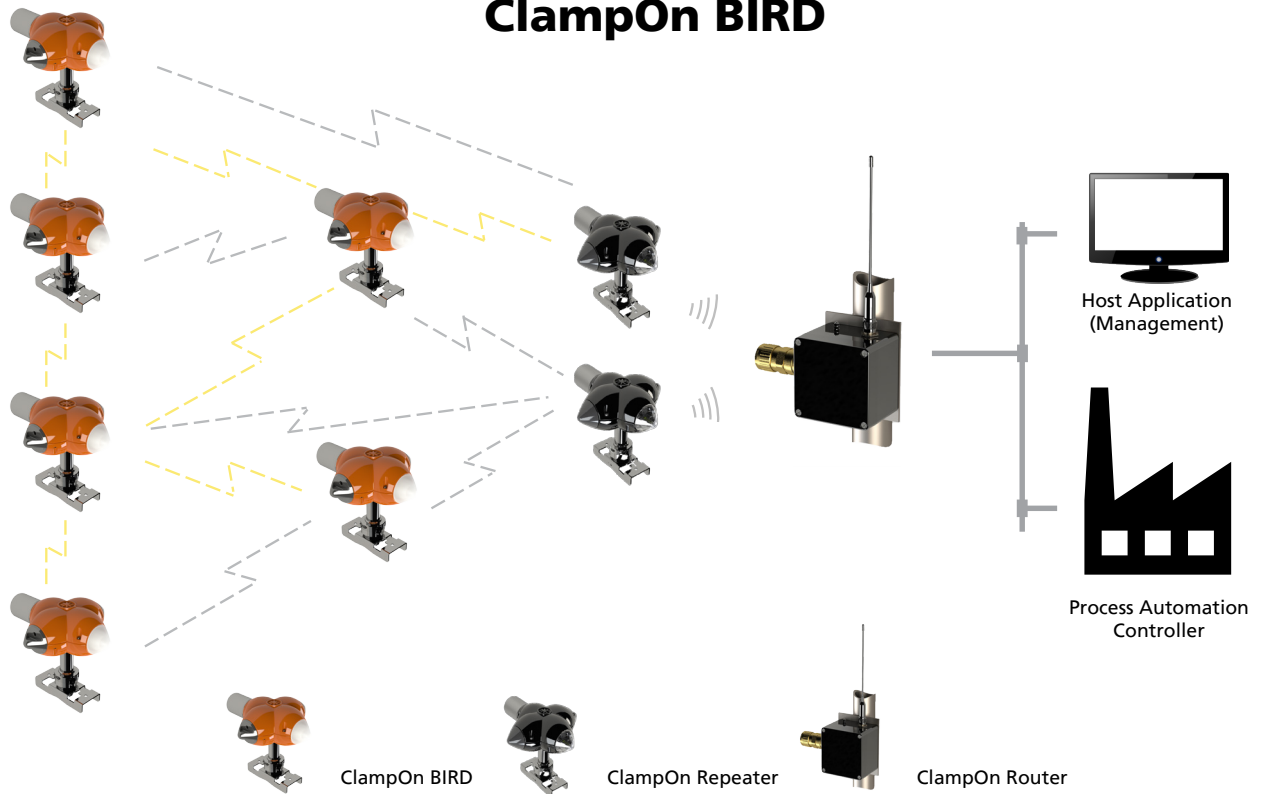 ClampOn BIRD
Host Application
(Management)
Process Automation
Controller
ClampOn BIRD
ClampOn Repeater
ClampOn Router